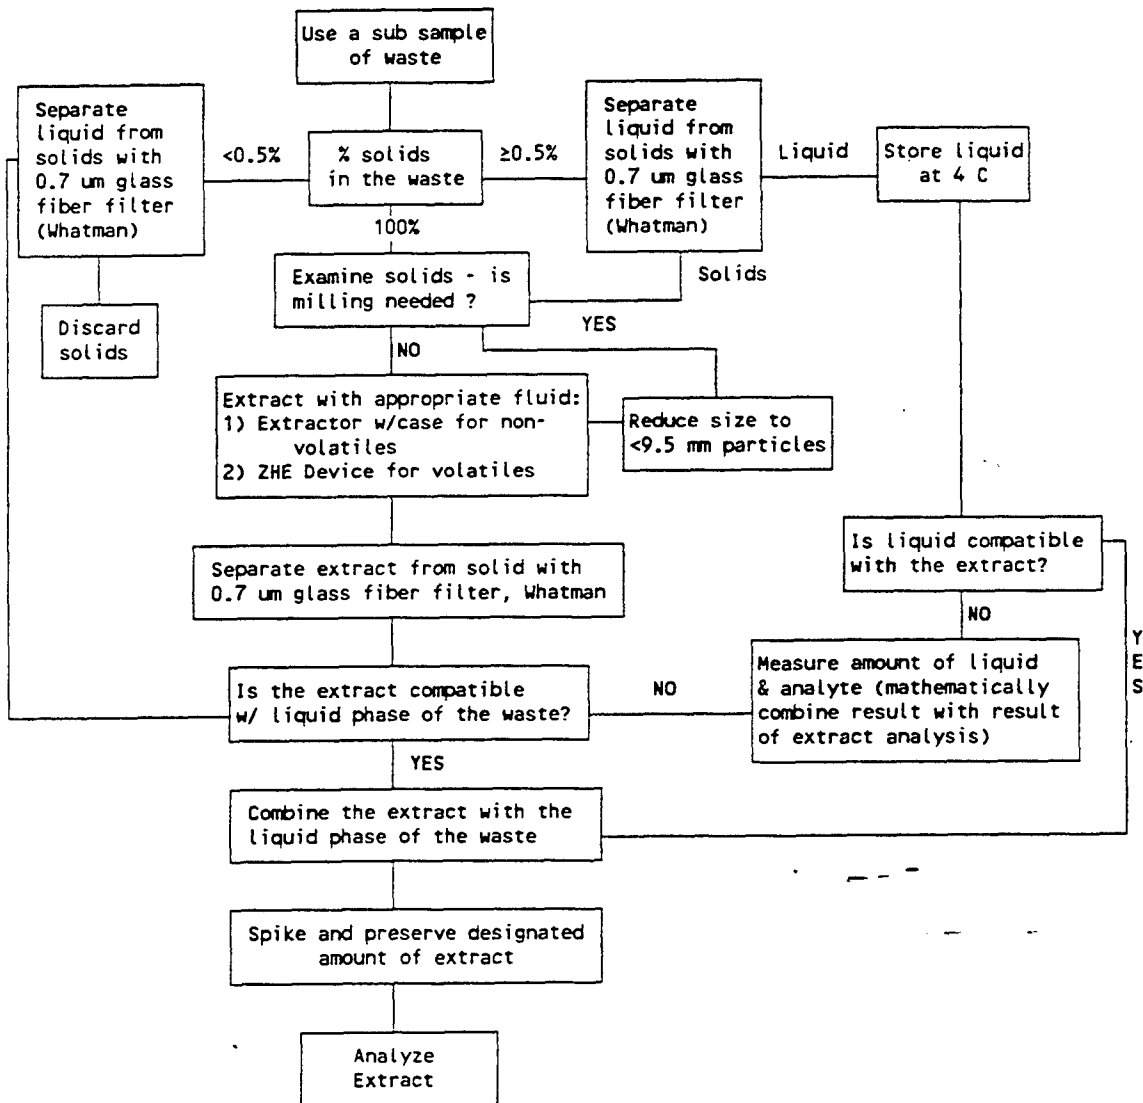 Use a sub sample
of waste
Separate
liquid from
solids with
0.7 um glass
fiber filter
(Whatman)
<0.5%
% solids
in the waste
≥0.5%
Separate
liquid from
solids with
0.7 um glass
fiber filter
(Whatman)
Liquid
Store liquid
at 4 C
100%
Solids
Examine solids - is
milling needed ?
YES
NO
Discard
solids
Extract with appropriate fluid:
1) Extractor w/case for non-
volatiles
2) ZHE Device for volatiles
Reduce size to
<9.5 mm particles
Is liquid compatible
with the extract?
NO
YES
Separate extract from solid with
0.7 um glass fiber filter, Whatman
Is the extract compatible
w/ liquid phase of the waste?
NO
Measure amount of liquid
& analyte (mathematically
combine result with result
of extract analysis)
YES
Combine the extract with the
liquid phase of the waste
Spike and preserve designated
amount of extract
Analyze
Extract